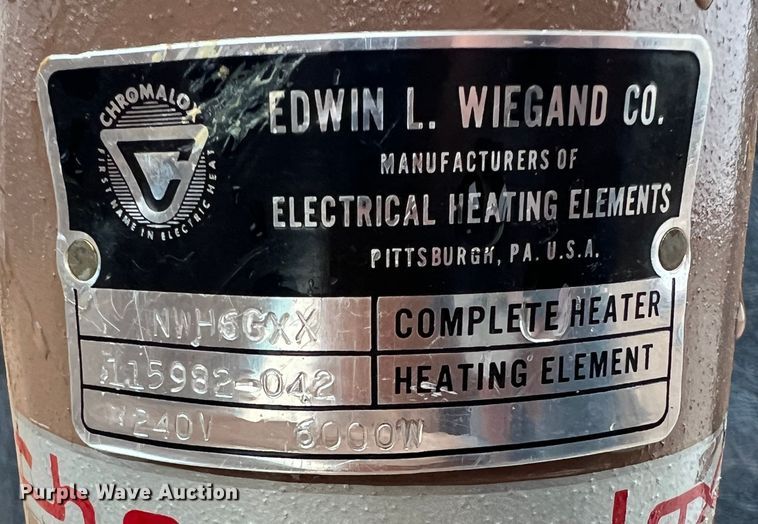 CHROMALOX
FIRST NAME IN ELECTRIC HEAT
EDWIN L. WIEGAND CO.
MANUFACTURERS OF
ELECTRICAL HEATING ELEMENTS
PITTSBURGH, PA. U.S.A.
NWH6GXX COMPLETE HEATER
115982-042 HEATING ELEMENT
240V 6000W
Purple Wave Auction